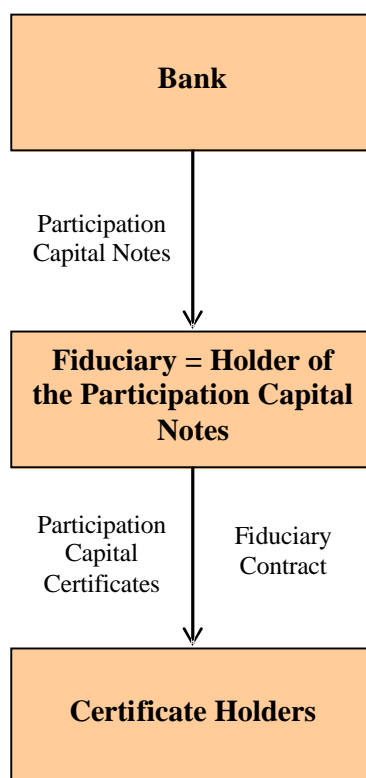 Bank
Participation
Capital Notes
Fiduciary = Holder of
the Participation Capital
Notes
Participation
Capital
Certificates
Fiduciary
Contract
Certificate Holders